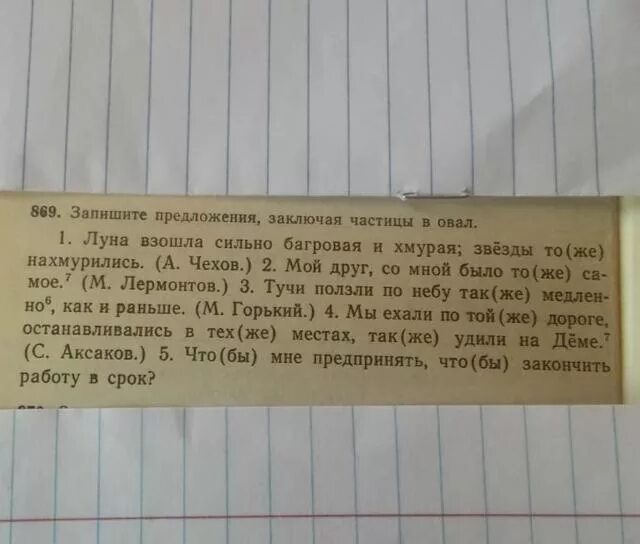 869. Запишите предложения, заключая частицы в овал.
1. Луна взошла сильно багровая и хмурая; звёзды то(же)
нахмурились. (А. Чехов.) 2. Мой друг, со мной было то(же) са-
мое.⁷ (М. Лермонтов.) 3. Тучи ползли по небу так(же) медлен-
но⁶, как и раньше. (М. Горький.) 4. Мы ехали по той(же) дороге,
останавливались в тех(же) местах, так(же) удили на Дёме.⁷
(С. Аксаков.) 5. Что(бы) мне предпринять, что(бы) закончить
работу в срок?